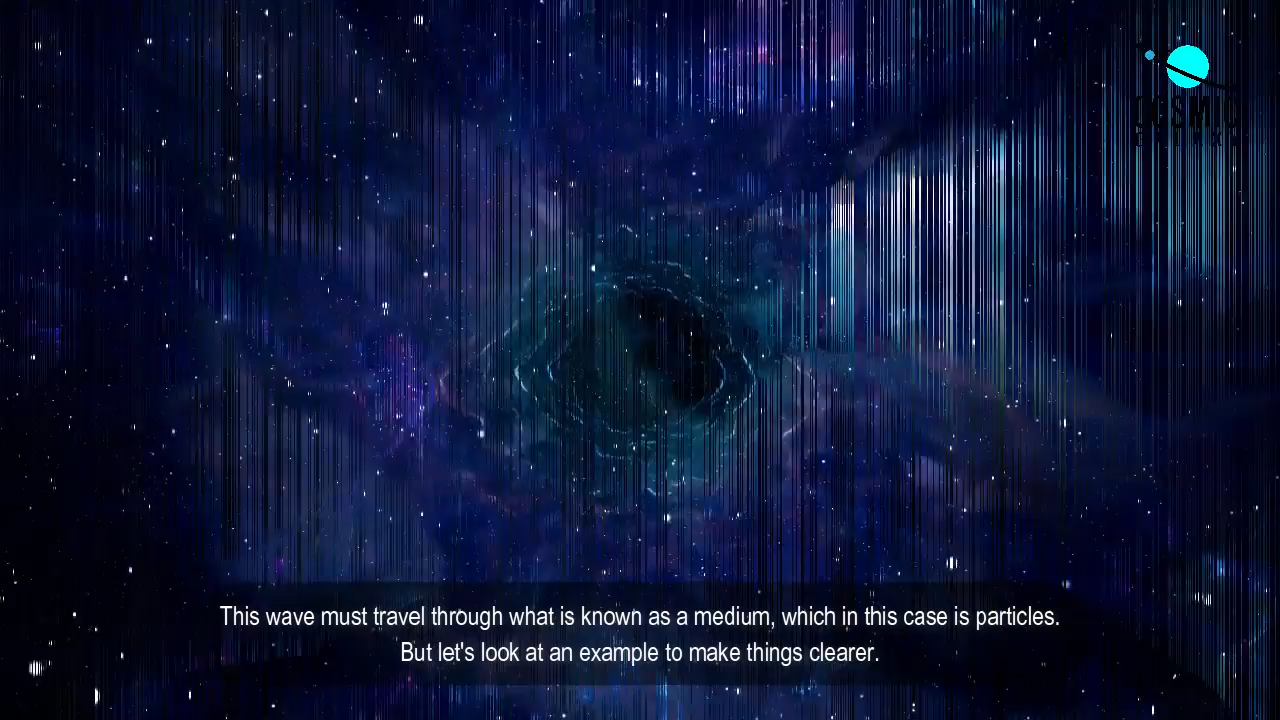 This wave must travel through what is known as a medium, which in this case is particles.
But let's look at an example to make things clearer.